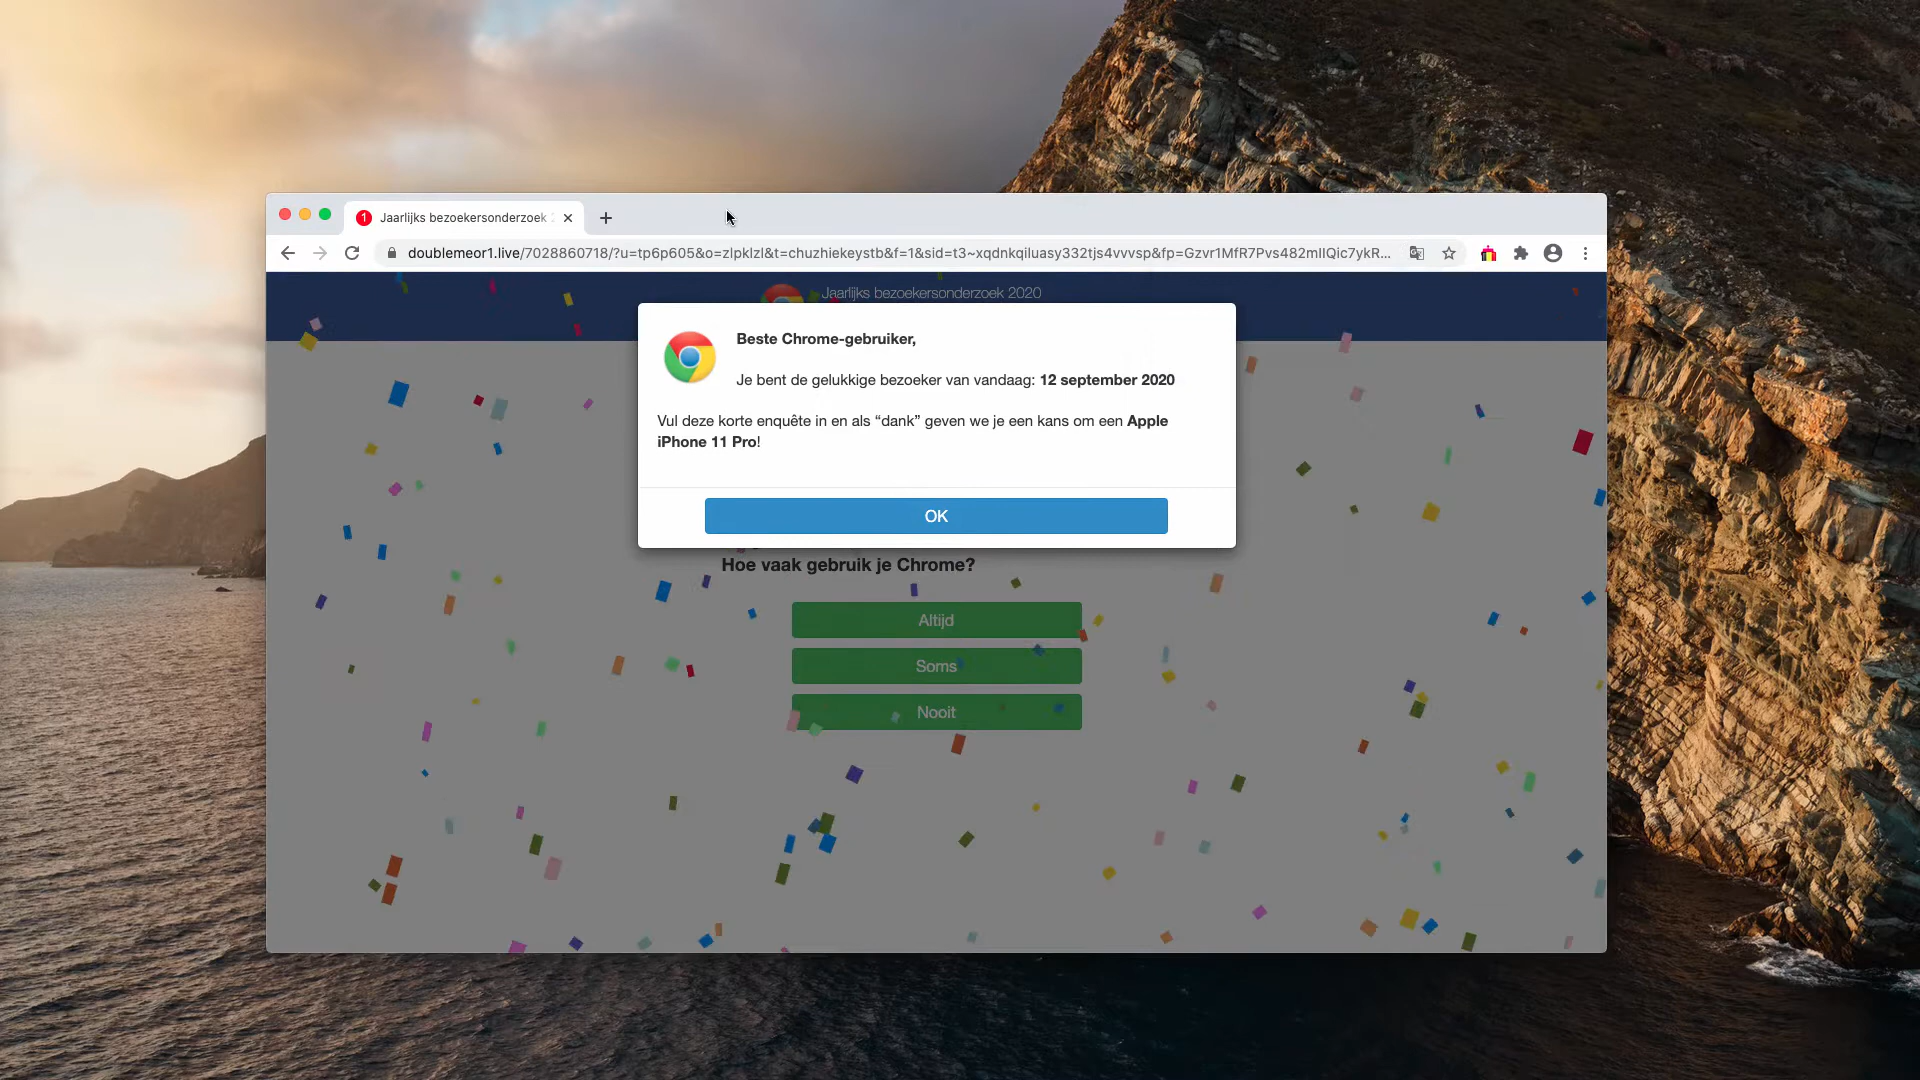 1 Jaarlijks bezoekersonderzoek
doublemeor1.live/7028860718/?u=tp6p605&o=zlpklzl&t=chuzhiekeystb&f=1&sid=t3~xqdnkqiluasy332tjs4vvvsp&fp=Gzvr1MfR7Pvs482mIIQic7ykR...
Jaarlijks bezoekersonderzoek 2020
Beste Chrome-gebruiker,
Je bent de gelukkige bezoeker van vandaag: 12 september 2020
Vul deze korte enquête in en als “dank” geven we je een kans om een Apple
iPhone 11 Pro!
OK
Hoe vaak gebruik je Chrome?
Altijd
Soms
Nooit